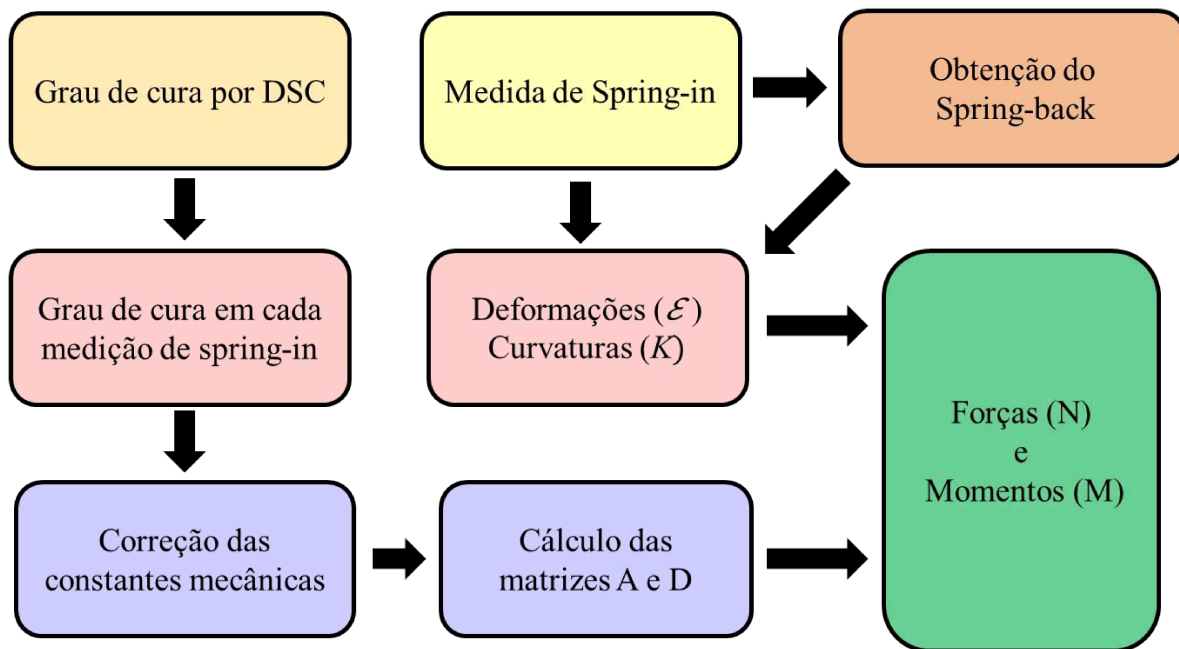 Grau de cura por DSC
Medida de Spring-in
Obtenção do
Spring-back
Grau de cura em cada
medição de spring-in
Deformações (ℰ)
Curvaturas (K)
Forças (N)
e
Momentos (M)
Correção das
constantes mecânicas
Cálculo das
matrizes A e D